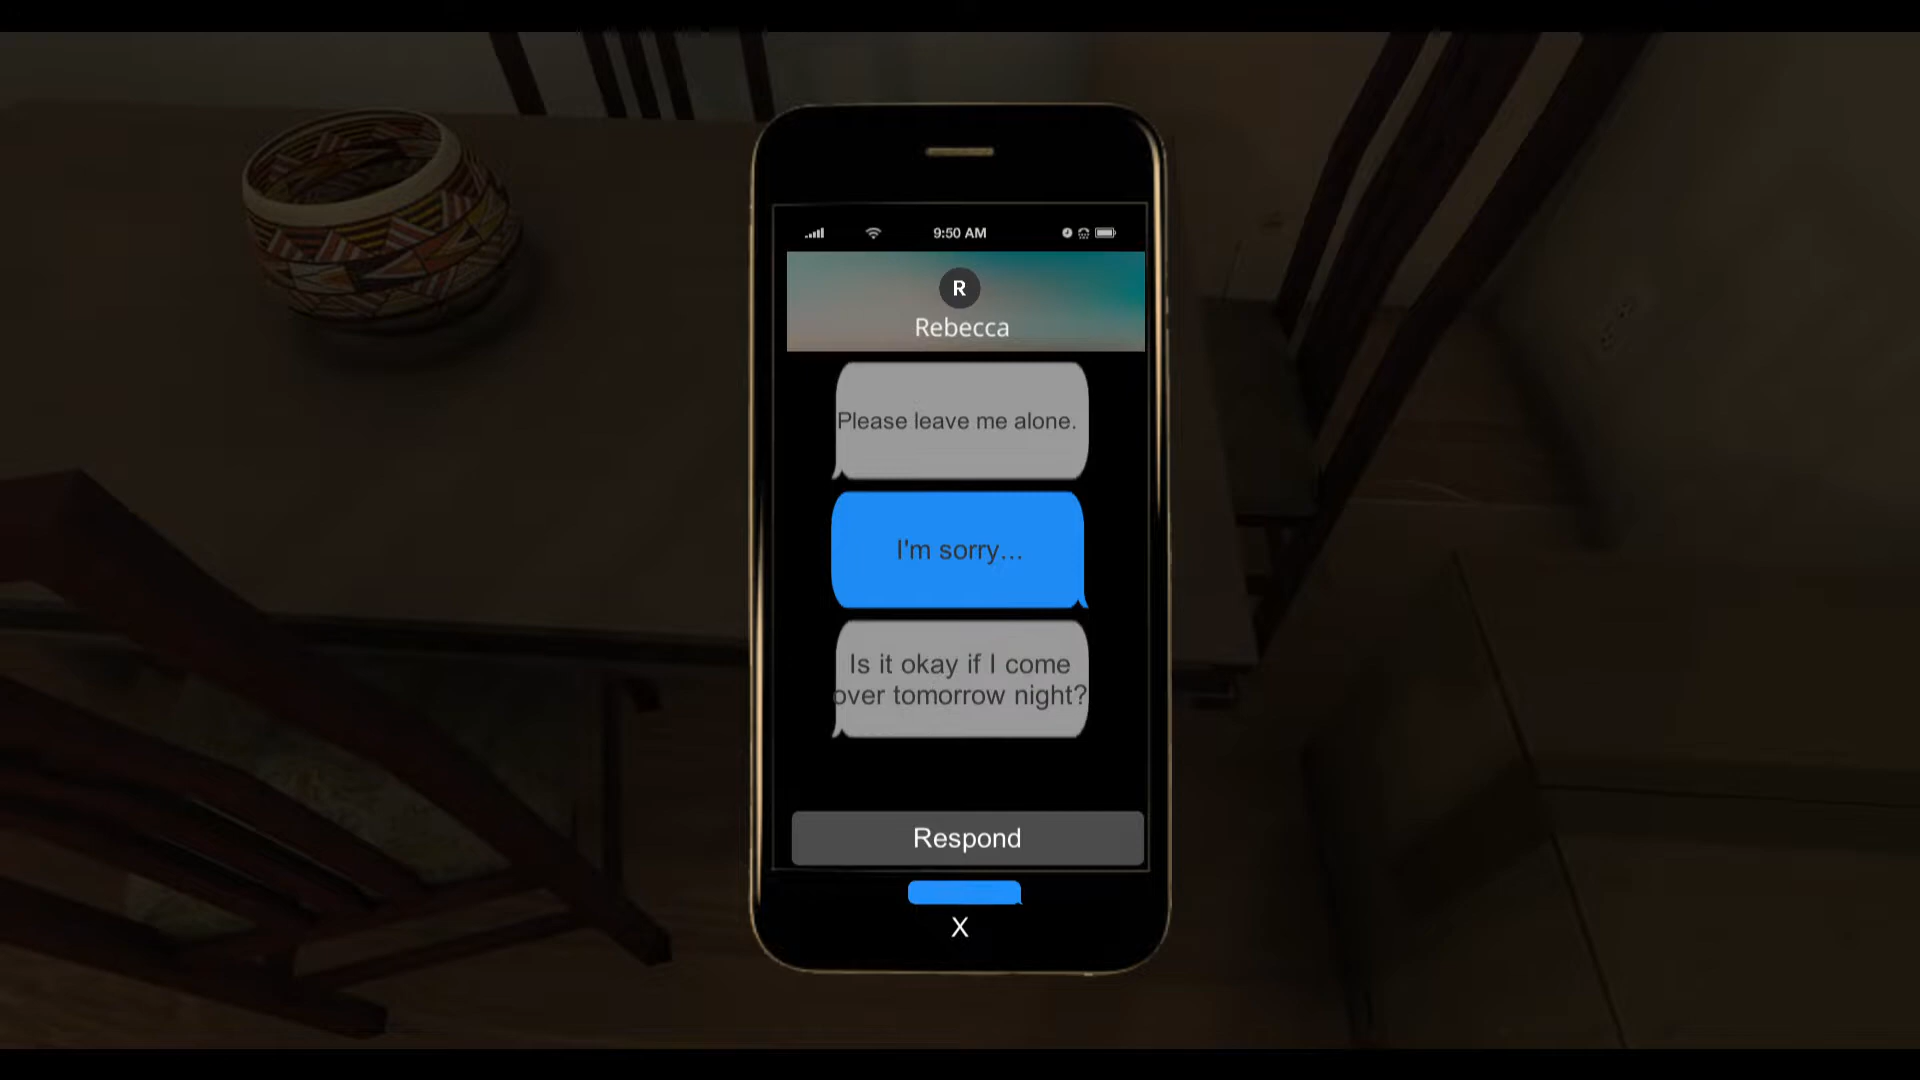 9:50 AM
R
Rebecca
Please leave me alone.
I'm sorry...
Is it okay if I come
over tomorrow night?
Respond
X